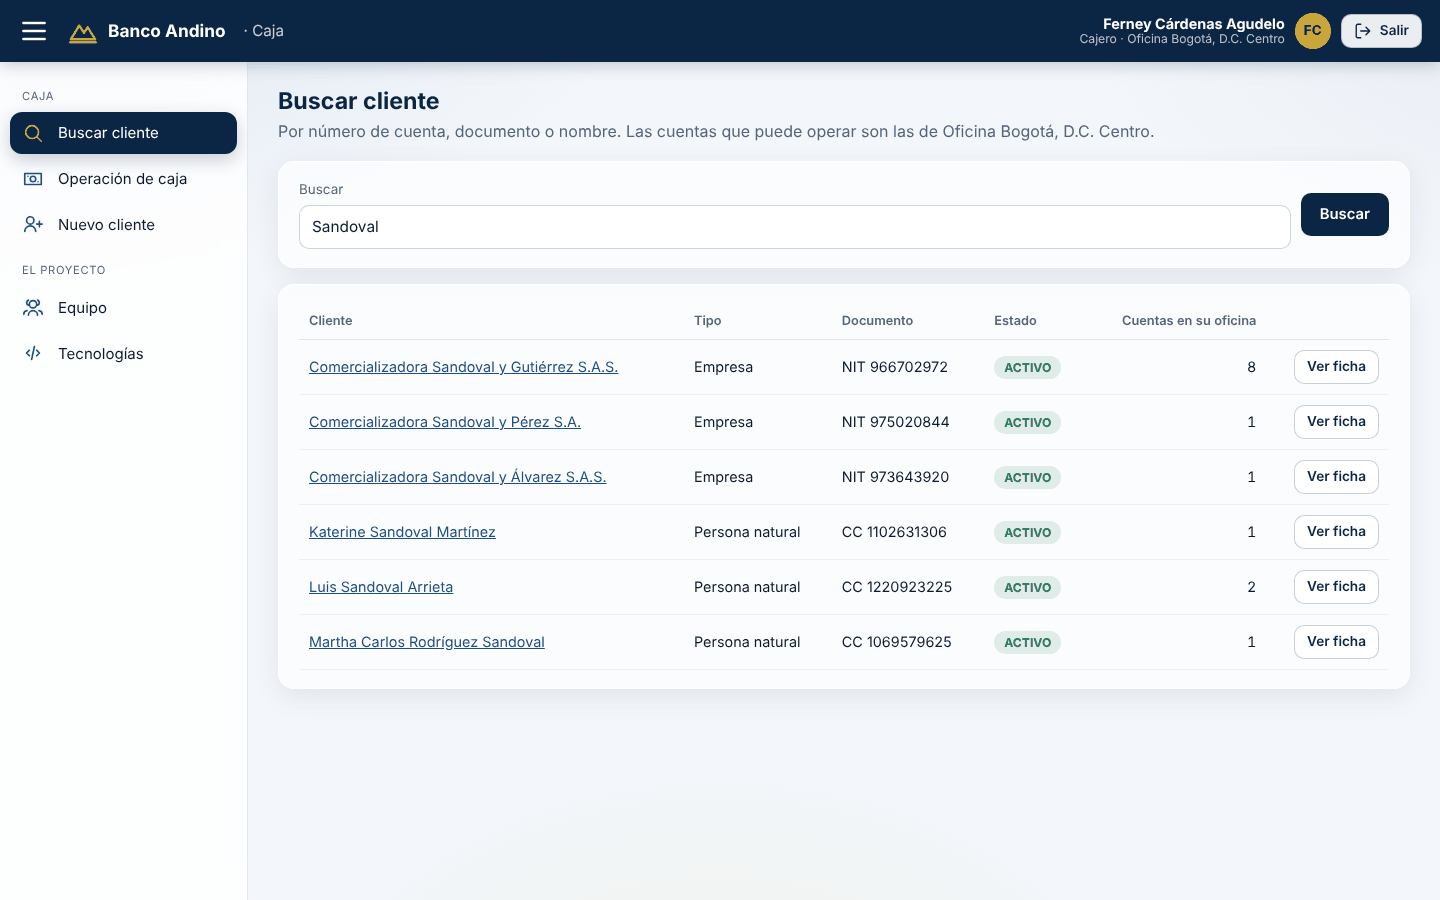 Banco Andino · Caja
Ferney Cárdenas Agudelo
Cajero · Oficina Bogotá, D.C. Centro
FC
Salir
CAJA
Buscar cliente
Operación de caja
Nuevo cliente
EL PROYECTO
Equipo
Tecnologías
Buscar cliente
Por número de cuenta, documento o nombre. Las cuentas que puede operar son las de Oficina Bogotá, D.C. Centro.
Buscar
Sandoval
Buscar
Cliente Tipo Documento Estado Cuentas en su oficina
Comercializadora Sandoval y Gutiérrez S.A.S. Empresa NIT 966702972 ACTIVO 8 Ver ficha
Comercializadora Sandoval y Pérez S.A. Empresa NIT 975020844 ACTIVO 1 Ver ficha
Comercializadora Sandoval y Álvarez S.A.S. Empresa NIT 973643920 ACTIVO 1 Ver ficha
Katerine Sandoval Martínez Persona natural CC 1102631306 ACTIVO 1 Ver ficha
Luis Sandoval Arrieta Persona natural CC 1220923225 ACTIVO 2 Ver ficha
Martha Carlos Rodríguez Sandoval Persona natural CC 1069579625 ACTIVO 1 Ver ficha